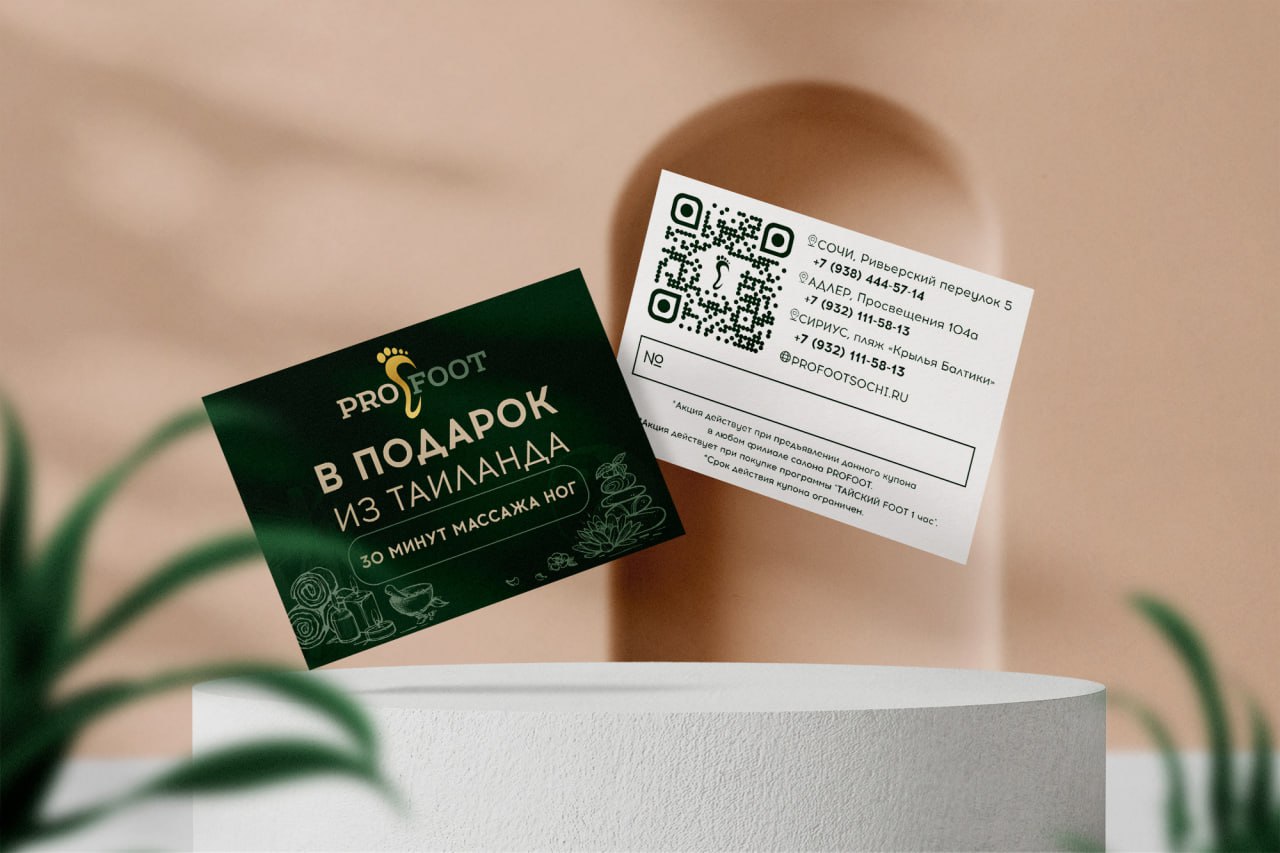 PROFOOT
В ПОДАРОК
ИЗ ТАИЛАНДА
30 МИНУТ МАССАЖА НОГ
СОЧИ, Ривьерский переулок 5
+7 (938) 444-57-14
АДЛЕР, Просвещения 104а
+7 (932) 111-58-13
СИРИУС, пляж «Крылья Балтики»
+7 (932) 111-58-13
PROFOOTSOCHI.RU
№
*Акция действует при предъявлении данного купона
в любом филиале салона PROFOOT.
*Акция действует при покупке программы "ТАЙСКИЙ FOOT 1 час".
*Срок действия купона ограничен.